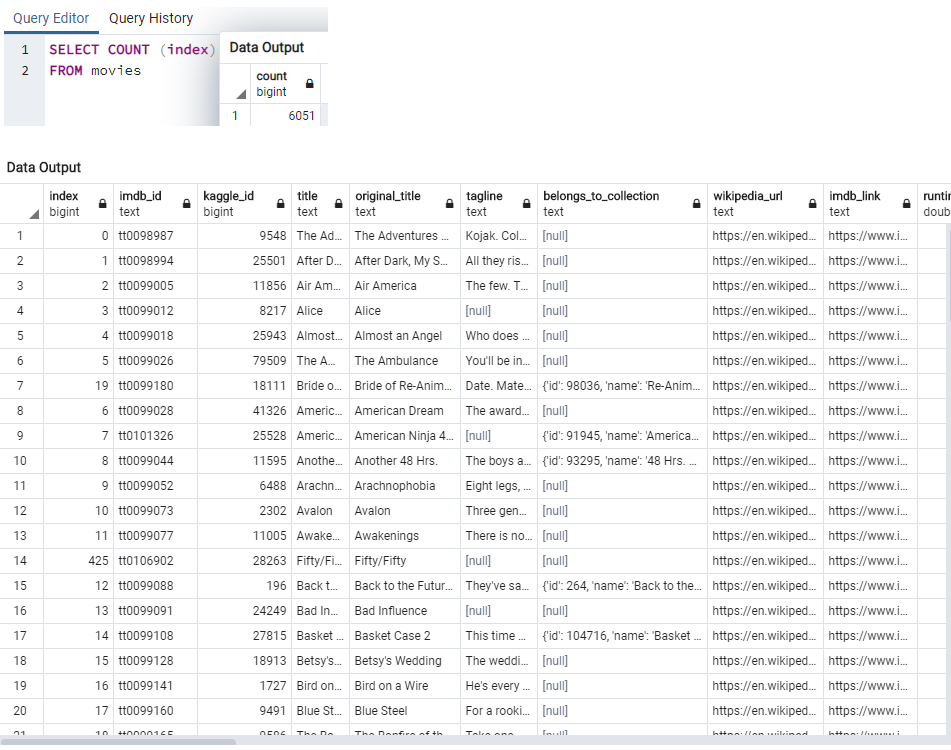 Query Editor Query History
1 SELECT COUNT (index)
2 FROM movies
Data Output
count
bigint
1 6051
Data Output
index imdb_id kaggle_id title original_title tagline belongs_to_collection wikipedia_url imdb_link runtin
bigint text bigint text text text text text text doub
1 0 tt0098987 9548 The Ad... The Adventures ... Kojak. Col... [null] https://en.wikiped... https://www.i...
2 1 tt0098994 25501 After D... After Dark, My S... All they ris... [null] https://en.wikiped... https://www.i...
3 2 tt0099005 11856 Air Am... Air America The few. T... [null] https://en.wikiped... https://www.i...
4 3 tt0099012 8217 Alice Alice [null] [null] https://en.wikiped... https://www.i...
5 4 tt0099018 25943 Almost... Almost an Angel Who does ... [null] https://en.wikiped... https://www.i...
6 5 tt0099026 79509 The A... The Ambulance You'll be in... [null] https://en.wikiped... https://www.i...
7 19 tt0099180 18111 Bride o... Bride of Re-Anim... Date. Mate... {'id': 98036, 'name': 'Re-Anim... https://en.wikiped... https://www.i...
8 6 tt0099028 41326 Americ... American Dream The award... [null] https://en.wikiped... https://www.i...
9 7 tt0101326 25528 Americ... American Ninja 4... [null] {'id': 91945, 'name': 'America... https://en.wikiped... https://www.i...
10 8 tt0099044 11595 Anothe... Another 48 Hrs. The boys a... {'id': 93295, 'name': '48 Hrs. ... https://en.wikiped... https://www.i...
11 9 tt0099052 6488 Arachn... Arachnophobia Eight legs, ... [null] https://en.wikiped... https://www.i...
12 10 tt0099073 2302 Avalon Avalon Three gen... [null] https://en.wikiped... https://www.i...
13 11 tt0099077 11005 Awake... Awakenings There is no... [null] https://en.wikiped... https://www.i...
14 425 tt0106902 28263 Fifty/Fi... Fifty/Fifty [null] [null] https://en.wikiped... https://www.i...
15 12 tt0099088 196 Back t... Back to the Futur... They've sa... {'id': 264, 'name': 'Back to the... https://en.wikiped... https://www.i...
16 13 tt0099091 24249 Bad In... Bad Influence [null] [null] https://en.wikiped... https://www.i...
17 14 tt0099108 27815 Basket ... Basket Case 2 This time ... {'id': 104716, 'name': 'Basket ... https://en.wikiped... https://www.i...
18 15 tt0099128 18913 Betsy's... Betsy's Wedding The weddi... [null] https://en.wikiped... https://www.i...
19 16 tt0099141 1727 Bird on... Bird on a Wire He's every ... [null] https://en.wikiped... https://www.i...
20 17 tt0099160 9491 Blue St... Blue Steel For a rooki... [null] https://en.wikiped... https://www.i...